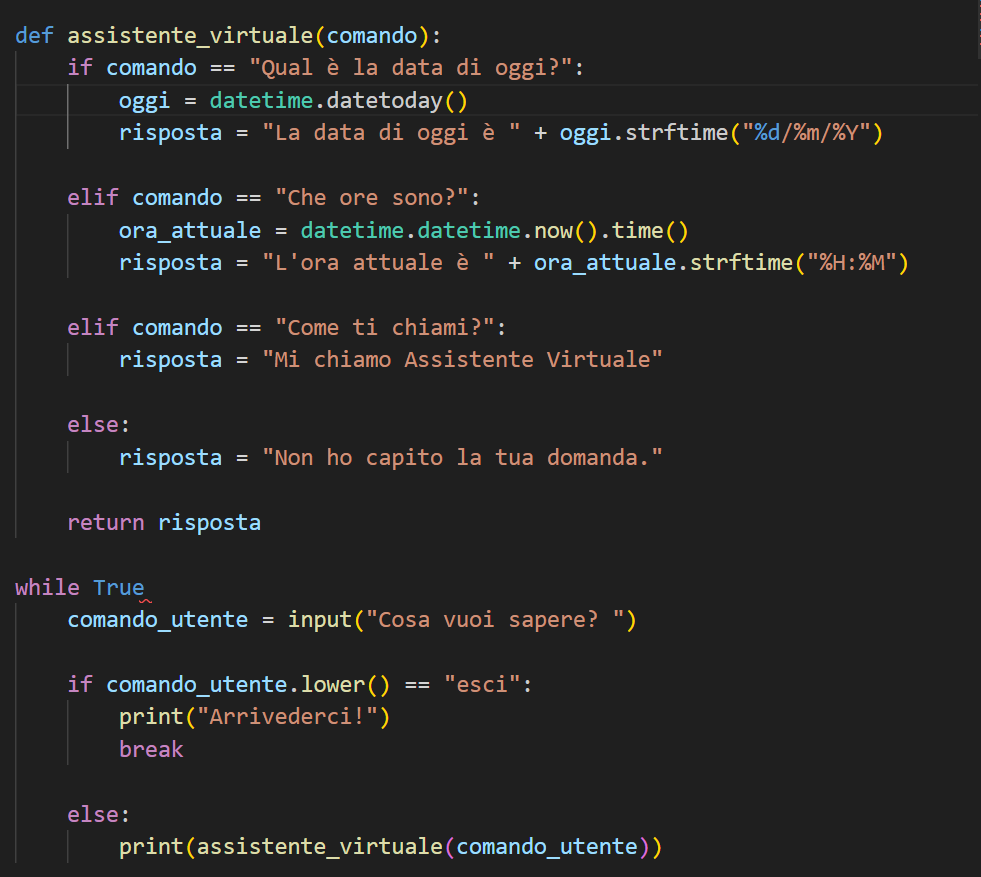 def assistente_virtuale(comando):
    if comando == "Qual è la data di oggi?":
        oggi = datetime.datetoday()
        risposta = "La data di oggi è " + oggi.strftime("%d/%m/%Y")

    elif comando == "Che ore sono?":
        ora_attuale = datetime.datetime.now().time()
        risposta = "L'ora attuale è " + ora_attuale.strftime("%H:%M")

    elif comando == "Come ti chiami?":
        risposta = "Mi chiamo Assistente Virtuale"

    else:
        risposta = "Non ho capito la tua domanda."

    return risposta

while True
    comando_utente = input("Cosa vuoi sapere? ")

    if comando_utente.lower() == "esci":
        print("Arrivederci!")
        break

    else:
        print(assistente_virtuale(comando_utente))